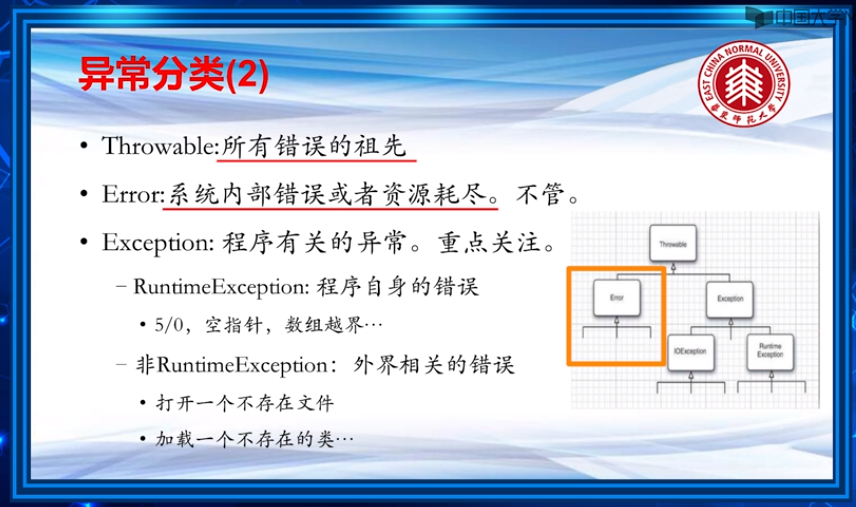 中国大学
异常分类(2)
EAST CHINA NORMAL UNIVERSITY
华东师范大学
• Throwable:所有错误的祖先
• Error:系统内部错误或者资源耗尽。不管。
• Exception: 程序有关的异常。重点关注。
– RuntimeException: 程序自身的错误
• 5/0，空指针，数组越界…
– 非RuntimeException：外界相关的错误
• 打开一个不存在文件
• 加载一个不存在的类…
Throwable
Error
Exception
IOException
Runtime
Exception